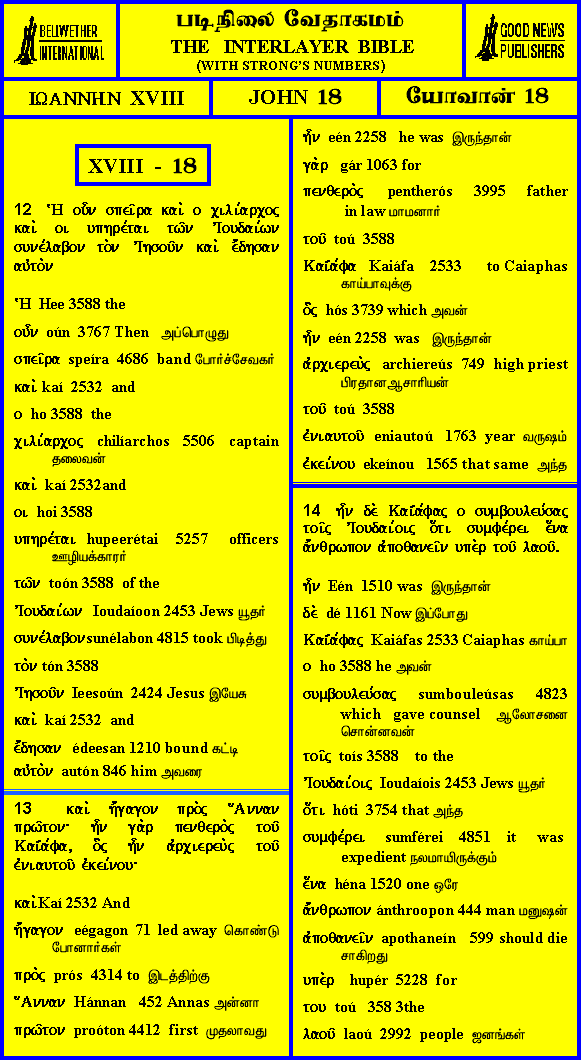 BELLWETHER
INTERNATIONAL
படிநிலை வேதாகமம்
THE INTERLAYER BIBLE
(WITH STRONG'S NUMBERS)
GOOD NEWS
PUBLISHERS
ΙΩΑΝΝΗΝ XVIII
JOHN 18
யோவான் 18
XVIII - 18
12 Ἡ οὖν σπεῖρα καὶ ο χιλίαρχος
καὶ οι υπηρέται τῶν Ἰουδαίων
συνέλαβον τὸν Ἰησοῦν καὶ ἔδησαν
αὐτὸν
Ἡ Hee 3588 the
οὖν oún 3767 Then அப்பொழுது
σπεῖρα speíra 4686 band போர்ச்சேவகர்
καὶ kaí 2532 and
ο ho 3588 the
χιλίαρχος chilíarchos 5506 captain
தலைவன்
καὶ kaí 2532and
οι hoi 3588
υπηρέται hupeerétai 5257 officers
ஊழியக்காரர்
τῶν toón 3588 of the
Ἰουδαίων Ioudaíoon 2453 Jews யூதர்
συνέλαβονsunélabon 4815 took பிடித்து
τὸν tón 3588
Ἰησοῦν Ieesoún 2424 Jesus இயேசு
καὶ kaí 2532 and
ἔδησαν édeesan 1210 bound கட்டி
αὐτὸν autón 846 him அவரை
13 καὶ ἤγαγον πρὸς Ἅνναν
πρῶτον· ἦν γὰρ πενθερὸς τοῦ
Καϊάφα, ὃς ἦν ἀρχιερεὺς τοῦ
ἐνιαυτοῦ ἐκείνου·
καὶ Kaí 2532 And
ἤγαγον eégagon 71 led away கொண்டு
போனார்கள்
πρὸς prós 4314 to இடத்திற்கு
Ἅνναν Hánnan 452 Annas அன்னா
πρῶτον proóton 4412 first முதலாவது
ἦν eén 2258 he was இருந்தான்
γὰρ gár 1063 for
πενθερὸς pentherós 3995 father
in law மாமனார்
τοῦ toú 3588
Καϊάφα Kaiáfa 2533 to Caiaphas
காய்பாவுக்கு
ὃς hós 3739 which அவன்
ἦν eén 2258 was இருந்தான்
ἀρχιερεὺς archiereús 749 high priest
பிரதானஆசாரியன்
τοῦ toú 3588
ἐνιαυτοῦ eniautoú 1763 year வருஷம்
ἐκείνου ekeínou 1565 that same அந்த
14 ἦν δὲ Καϊάφας ο συμβουλεύσας
τοῖς Ἰουδαίοις ὅτι συμφέρει ἕνα
ἄνθρωπον ἀποθανεῖν υπὲρ τοῦ λαοῦ.
ἦν Eén 1510 was இருந்தான்
δὲ dé 1161 Now இப்போது
Καϊάφας Kaiáfas 2533 Caiaphas காய்பா
ο ho 3588 he அவன்
συμβουλεύσας sumbouleúsas 4823
which gave counsel ஆலோசனை
சொன்னவன்
τοῖς toís 3588 to the
Ἰουδαίοις Ioudaíois 2453 Jews யூதர்
ὅτι hóti 3754 that அந்த
συμφέρει sumférei 4851 it was
expedient நலமாயிருக்கும்
ἕνα héna 1520 one ஒரே
ἄνθρωπον ánthroopon 444 man மனுஷன்
ἀποθανεῖν apothaneín 599 should die
சாகிறது
υπὲρ hupér 5228 for
του toú 358 3the
λαοῦ laoú 2992 people ஜனங்கள்